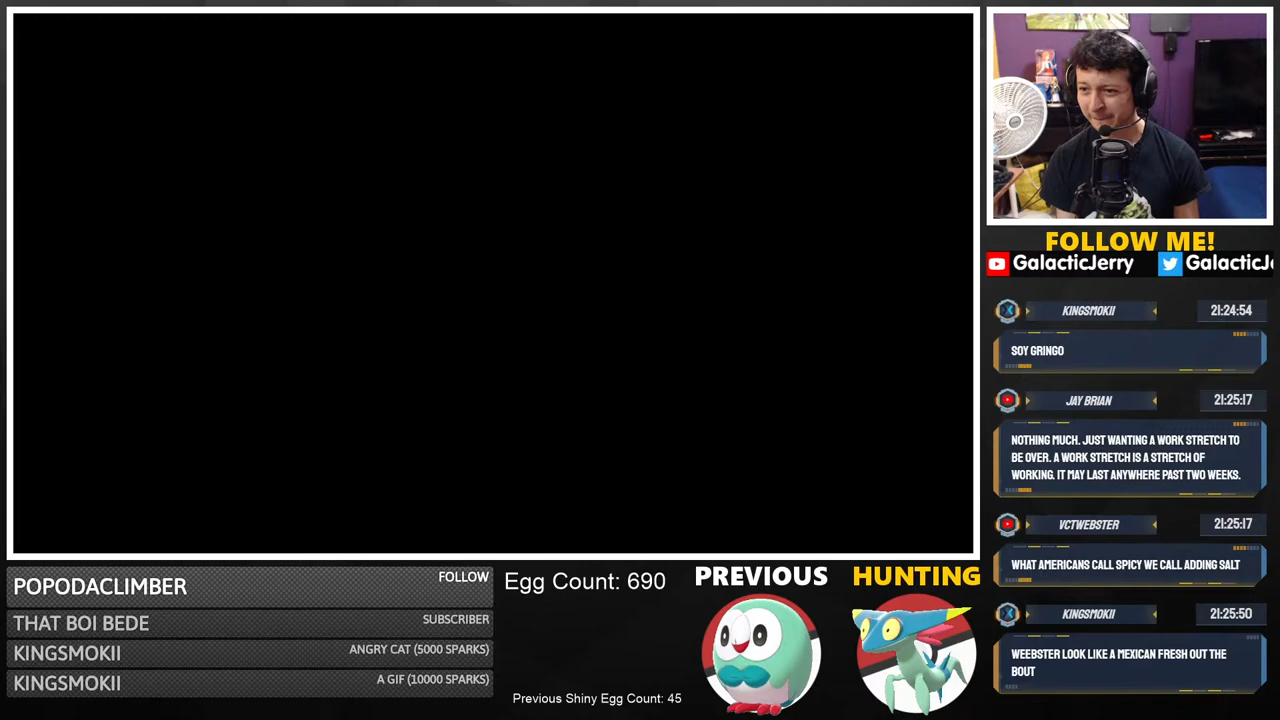 FOLLOW ME!
GalacticJerry
GalacticJ
KINGSMOKII
21:24:54
SOY GRINGO
JAY BRIAN
21:25:17
NOTHING MUCH. JUST WANTING A WORK STRETCH TO
BE OVER. A WORK STRETCH IS A STRETCH OF
WORKING. IT MAY LAST ANYWHERE PAST TWO WEEKS.
VCTWEBSTER
21:25:17
WHAT AMERICANS CALL SPICY WE CALL ADDING SALT
KINGSMOKII
21:25:50
WEEBSTER LOOK LIKE A MEXICAN FRESH OUT THE
BOUT
POPODACLIMBER
FOLLOW
THAT BOI BEDE
SUBSCRIBER
KINGSMOKII
ANGRY CAT (5000 SPARKS)
KINGSMOKII
A GIF (10000 SPARKS)
Egg Count: 690
Previous Shiny Egg Count: 45
PREVIOUS
HUNTING